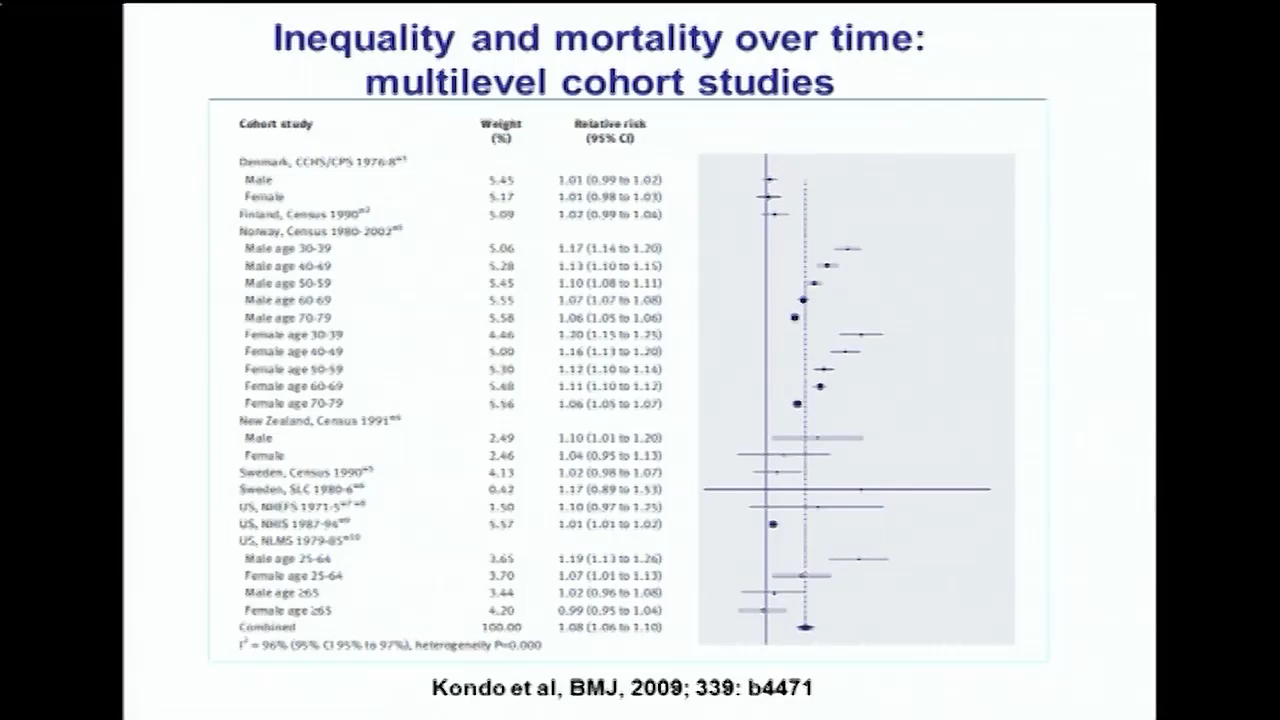 Inequality and mortality over time:
multilevel cohort studies
Cohort study Weight (%) Relative risk (95% CI)
Denmark, CCHS/CPS 1976-8
Male 5.45 1.01 (0.99 to 1.02)
Female 5.17 1.01 (0.98 to 1.03)
Finland, Census 1990 5.09 1.02 (0.99 to 1.04)
Norway, Census 1980-2002
Male age 30-39 5.06 1.17 (1.14 to 1.20)
Male age 40-49 5.28 1.13 (1.10 to 1.15)
Male age 50-59 5.45 1.10 (1.08 to 1.11)
Male age 60-69 5.55 1.07 (1.07 to 1.08)
Male age 70-79 5.58 1.06 (1.05 to 1.06)
Female age 30-39 4.46 1.20 (1.15 to 1.25)
Female age 40-49 5.00 1.16 (1.13 to 1.20)
Female age 50-59 5.30 1.12 (1.10 to 1.14)
Female age 60-69 5.48 1.11 (1.10 to 1.12)
Female age 70-79 5.56 1.06 (1.05 to 1.07)
New Zealand, Census 1991
Male 2.49 1.10 (1.01 to 1.20)
Female 2.46 1.04 (0.95 to 1.13)
Sweden, Census 1990 4.13 1.02 (0.98 to 1.07)
Sweden, SLC 1980-6 0.42 1.17 (0.89 to 1.53)
US, NHEFS 1971-5 1.50 1.10 (0.97 to 1.25)
US, NHIS 1987-94 5.57 1.01 (1.01 to 1.02)
US, NLMS 1979-85
Male age 25-64 3.65 1.19 (1.13 to 1.26)
Female age 25-64 3.70 1.07 (1.01 to 1.13)
Male age ≥65 3.44 1.02 (0.96 to 1.08)
Female age ≥65 4.20 0.99 (0.95 to 1.04)
Combined 100.00 1.08 (1.06 to 1.10)
I² = 96% (95% CI 95% to 97%), heterogeneity P=0.000
Kondo et al, BMJ, 2009; 339: b4471